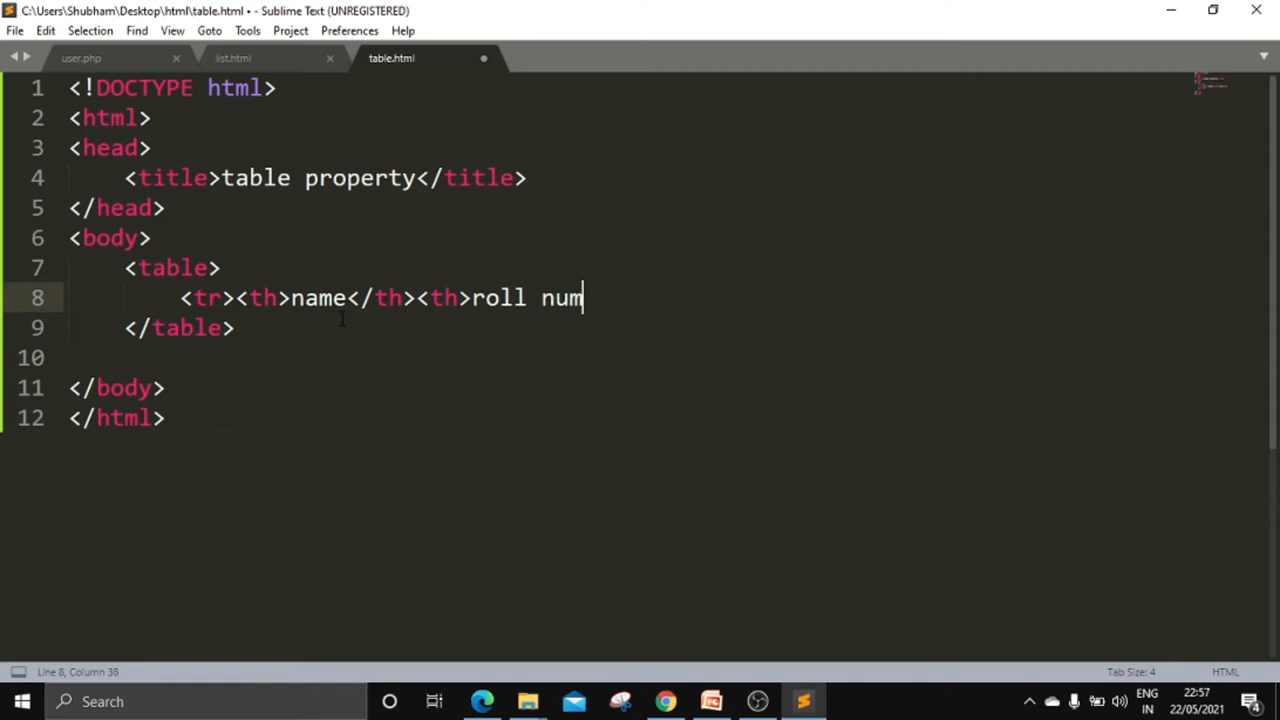 C:\Users\Shubham\Desktop\html\table.html • - Sublime Text (UNREGISTERED)
File Edit Selection Find View Goto Tools Project Preferences Help
user.php list.html table.html
1 <!DOCTYPE html>
2 <html>
3 <head>
4 <title>table property</title>
5 </head>
6 <body>
7 <table>
8 <tr><th>name</th><th>roll num
9 </table>
10
11 </body>
12 </html>
Line 8, Column 38
Tab Size: 4 HTML
Search
ENG
IN
22:57
22/05/2021
4